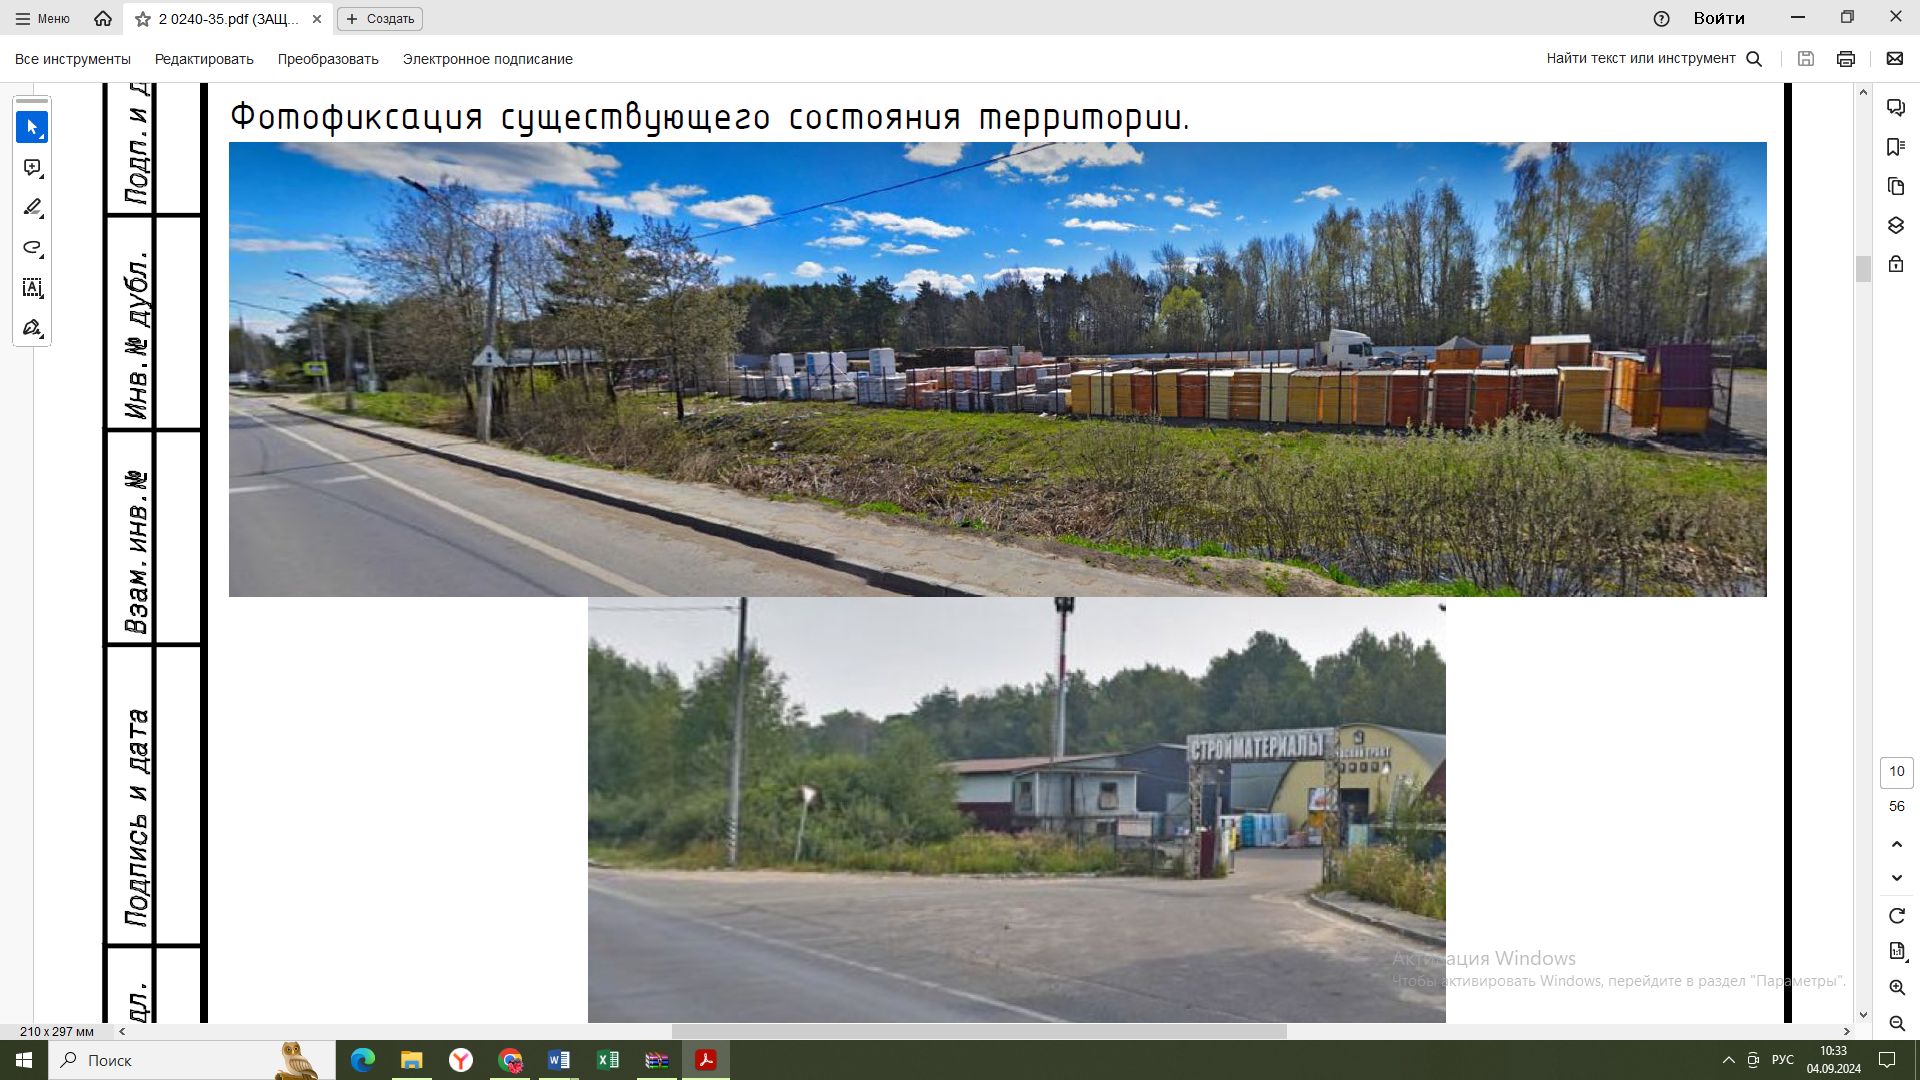 Меню
2 0240-35.pdf (ЗАЩ...
Создать
Войти
Все инструменты
Редактировать
Преобразовать
Электронное подписание
Найти текст или инструмент
Фотофиксация существующего состояния территории.
Подп. и д
Инв. № дубл.
Взам. инв. №
Подпись и дата
дл.
СТРОЙМАТЕРИАЛЫ
10
56
1:1
Активация Windows
Чтобы активировать Windows, перейдите в раздел "Параметры".
210 x 297 мм
Поиск
РУС
10:33
04.09.2024